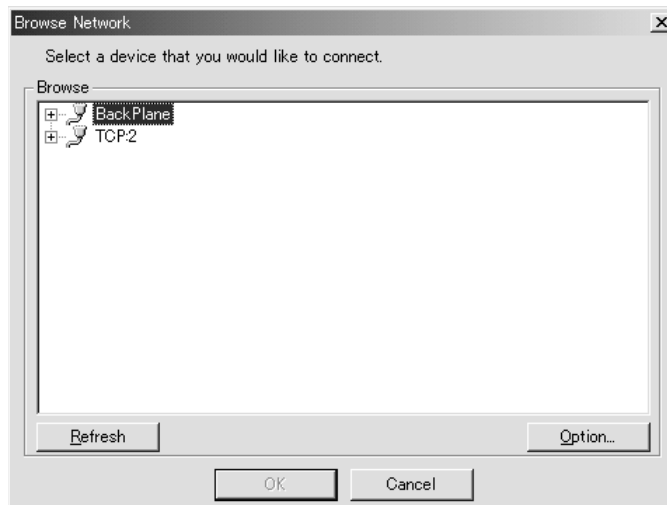 Browse Network
Select a device that you would like to connect.
Browse
BackPlane
TCP:2
Refresh
Option...
OK
Cancel